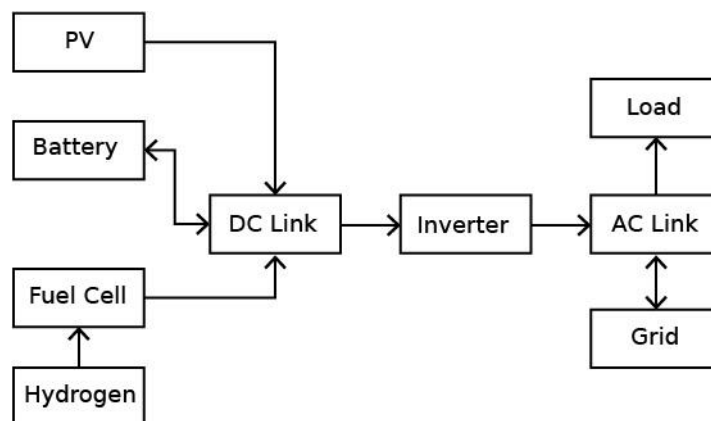 PV
Battery
Fuel Cell
Hydrogen
DC Link
Inverter
Load
AC Link
Grid